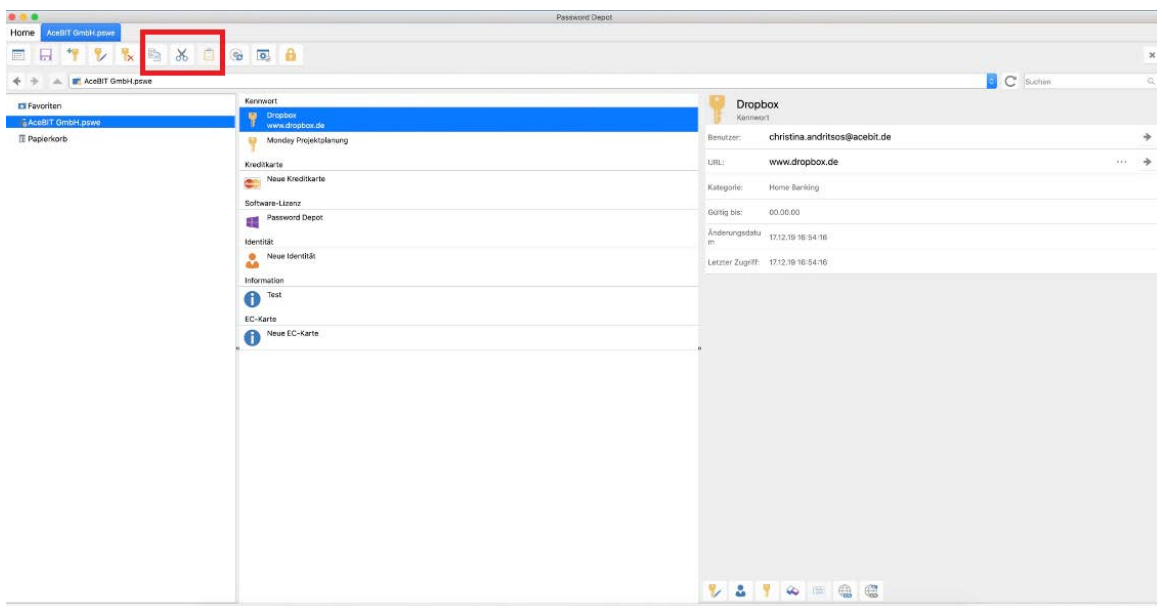 Password Depot
Home AceBIT GmbH.pswe
AceBIT GmbH.pswe
Suchen
Favoriten
AceBIT GmbH.pswe
Papierkorb
Kennwort
Dropbox
www.dropbox.de
Monday Projektplanung
Kreditkarte
Neue Kreditkarte
Software-Lizenz
Password Depot
Identität
Neue Identität
Information
Test
EC-Karte
Neue EC-Karte
Dropbox
Kennwort
Benutzer: christina.andritsos@acebit.de
URL: www.dropbox.de
Kategorie: Home Banking
Gültig bis: 00.00.00
Änderungsdatu
m 17.12.19 16:54:16
Letzter Zugriff: 17.12.19 16:54:16